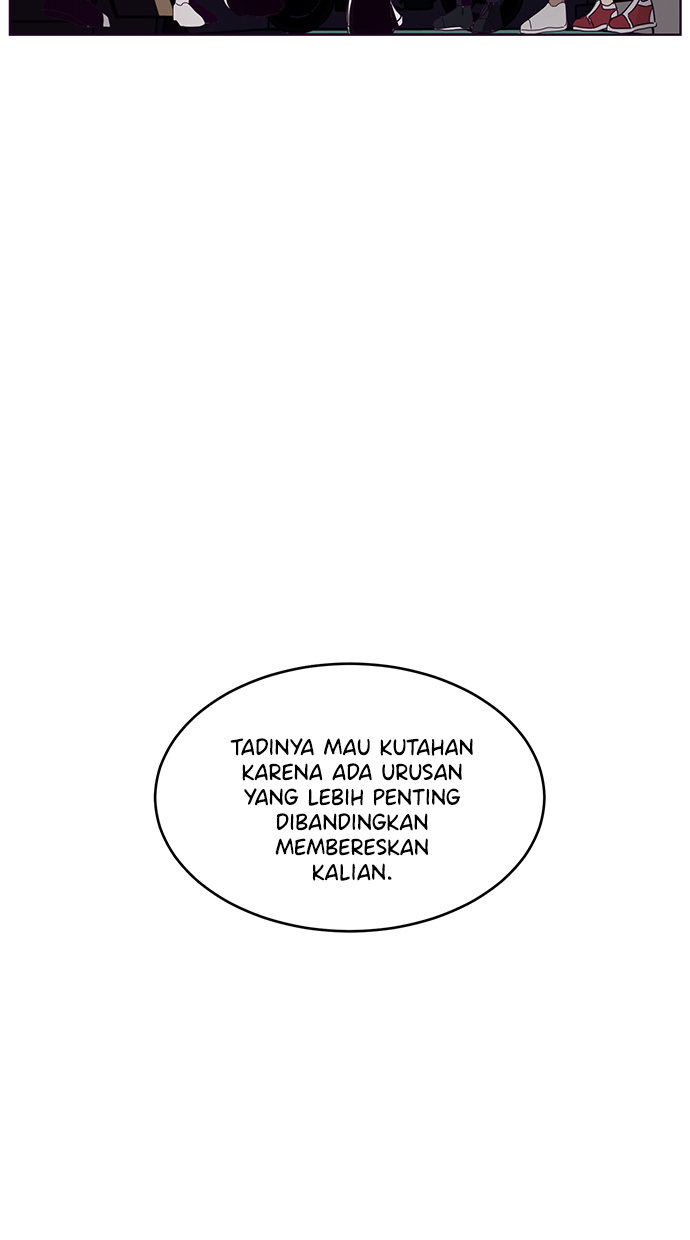 TADINYA MAU KUTAHAN
KARENA ADA URUSAN
YANG LEBIH PENTING
DIBANDINGKAN
MEMBERESKAN
KALIAN.